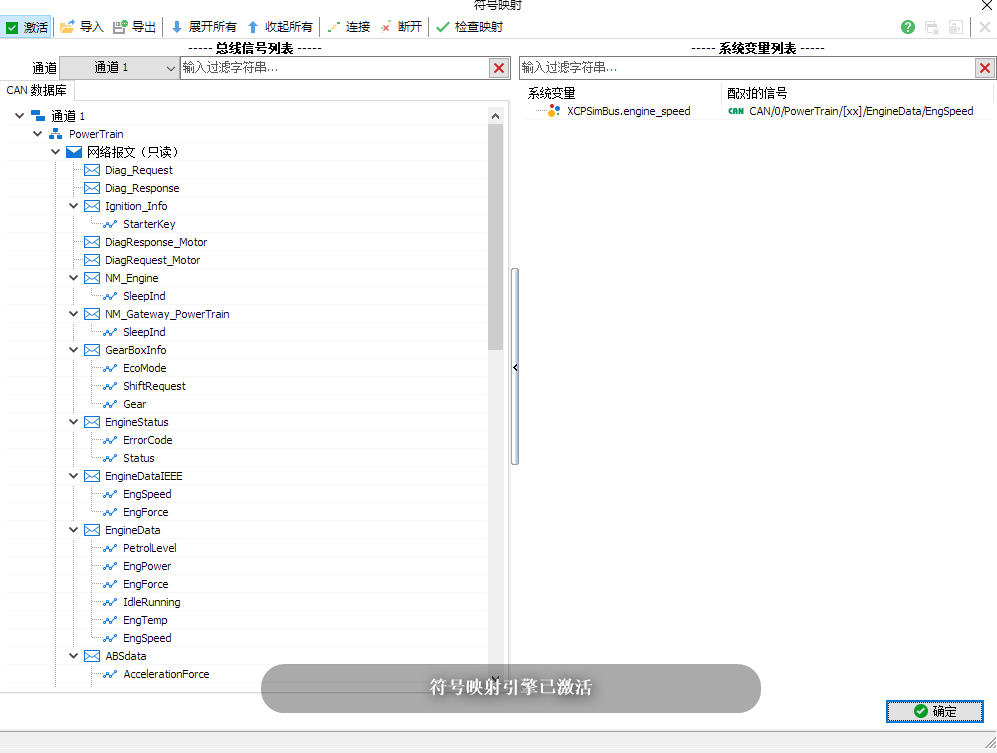 符号映射
激活 导入 导出 展开所有 收起所有 连接 断开 检查映射
----- 总线信号列表 -----
通道 通道 1 输入过滤字符串...
CAN 数据库
通道 1
PowerTrain
网络报文（只读）
Diag_Request
Diag_Response
Ignition_Info
StarterKey
DiagResponse_Motor
DiagRequest_Motor
NM_Engine
SleepInd
NM_Gateway_PowerTrain
SleepInd
GearBoxInfo
EcoMode
ShiftRequest
Gear
EngineStatus
ErrorCode
Status
EngineDataIEEE
EngSpeed
EngForce
EngineData
PetrolLevel
EngPower
EngForce
IdleRunning
EngTemp
EngSpeed
ABSdata
AccelerationForce
----- 系统变量列表 -----
输入过滤字符串...
系统变量 配对的信号
XCPSimBus.engine_speed CAN CAN/0/PowerTrain/[xx]/EngineData/EngSpeed
符号映射引擎已激活
确定